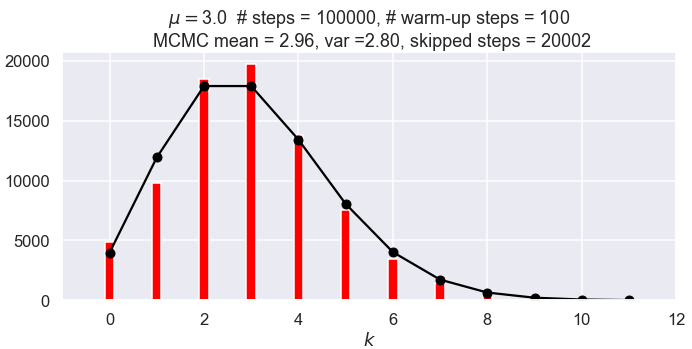 μ = 3.0 # steps = 100000, # warm-up steps = 100
MCMC mean = 2.96, var =2.80, skipped steps = 20002
20000
15000
10000
5000
0
0 2 4 6 8 10 12
k